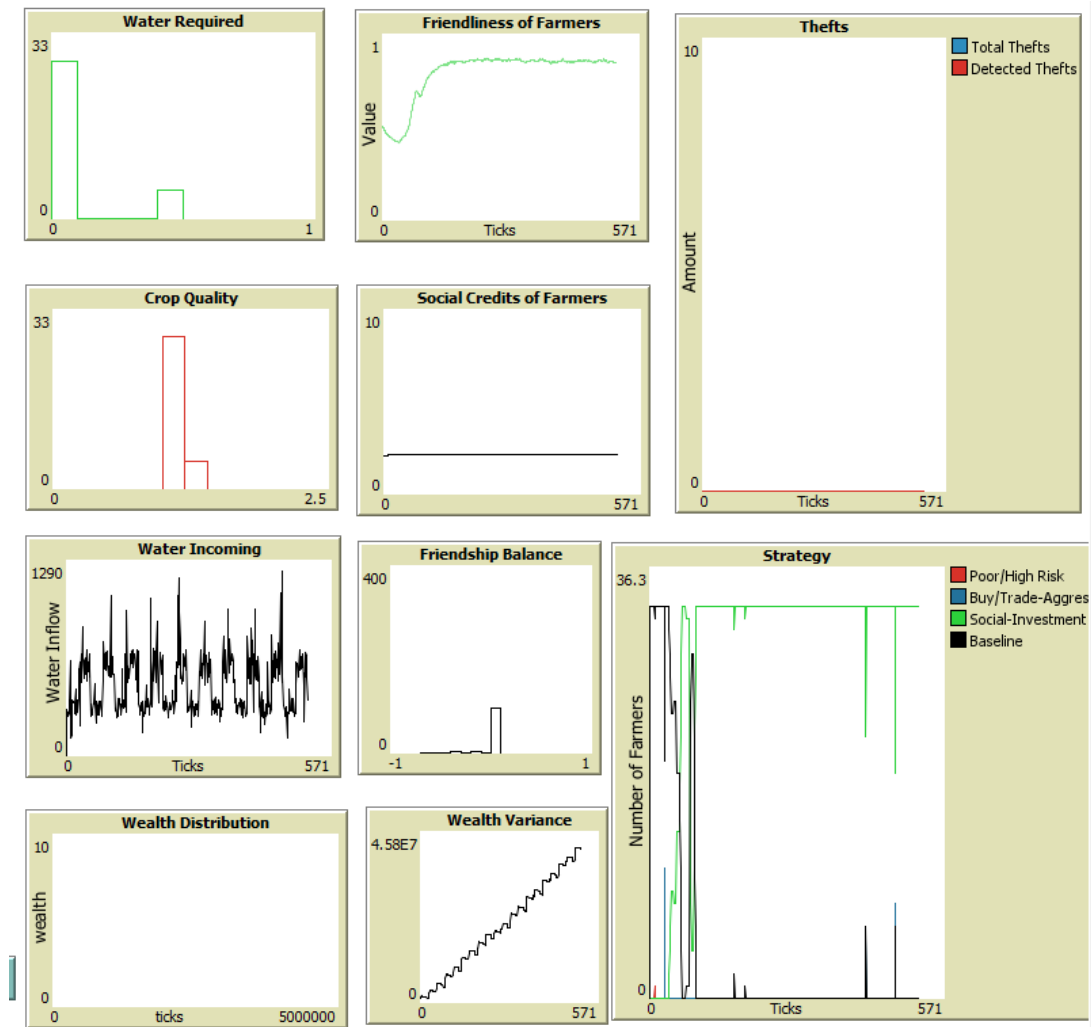 Water Required
33
0
0
1
Friendliness of Farmers
1
Value
0
0
Ticks
571
Thefts
10
Amount
0
0
Ticks
571
Total Thefts
Detected Thefts
Crop Quality
33
0
0
2.5
Social Credits of Farmers
10
0
0
571
Water Incoming
1290
Water Inflow
0
0
Ticks
571
Friendship Balance
400
0
-1
1
Strategy
36.3
Number of Farmers
0
0
Ticks
571
Poor/High Risk
Buy/Trade-Aggres
Social-Investment
Baseline
Wealth Distribution
10
wealth
0
0
ticks
5000000
Wealth Variance
4.58E7
0
0
571